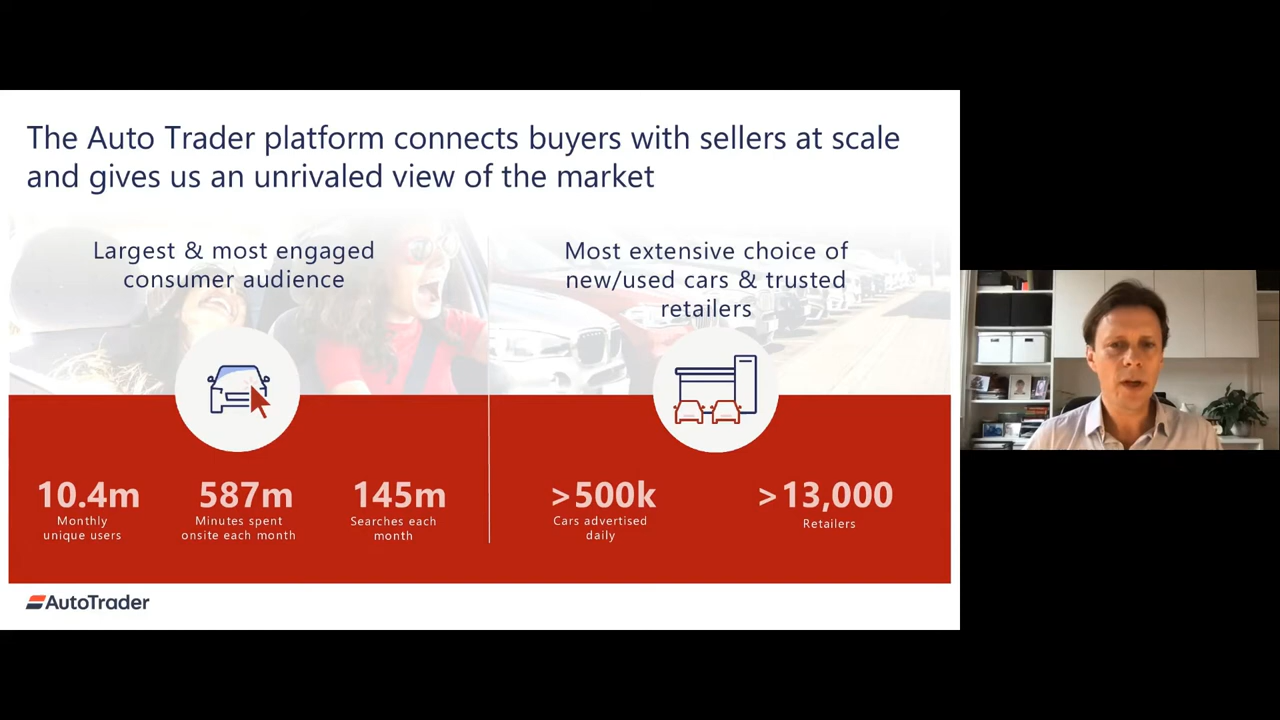 The Auto Trader platform connects buyers with sellers at scale
and gives us an unrivaled view of the market
Largest & most engaged
consumer audience
Most extensive choice of
new/used cars & trusted
retailers
10.4m
Monthly
unique users
587m
Minutes spent
onsite each month
145m
Searches each
month
>500k
Cars advertised
daily
>13,000
Retailers
AutoTrader